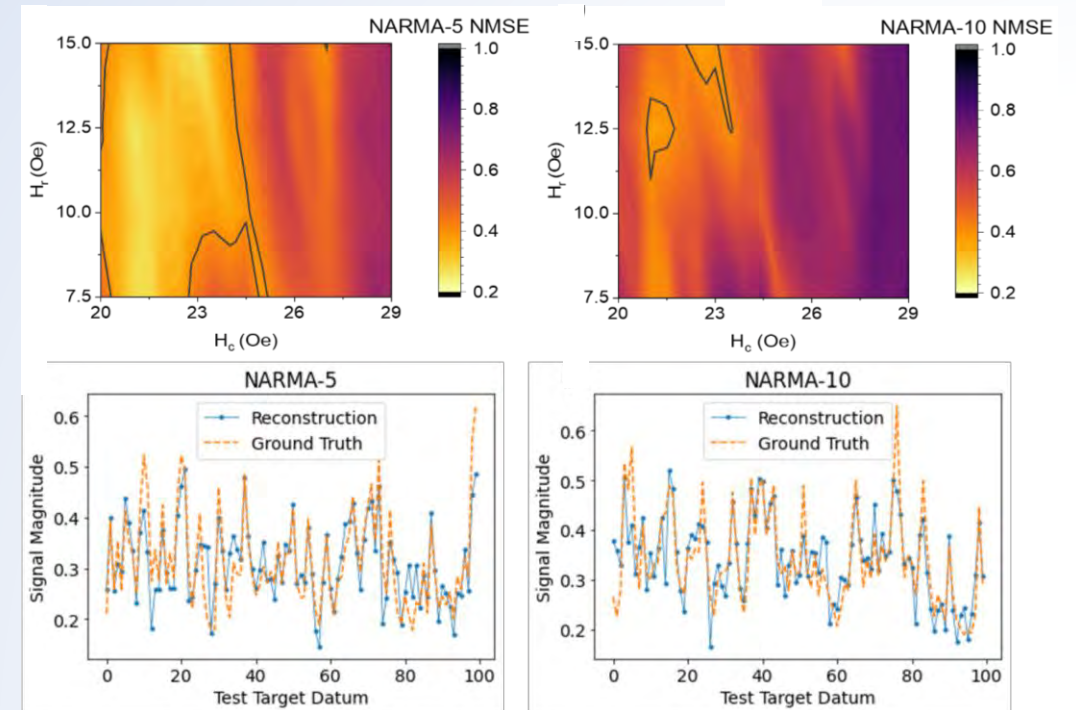 NARMA-5 NMSE
15.0
12.5
10.0
7.5
Hr (Oe)
20 23 26 29
Hc (Oe)
1.0
0.8
0.6
0.4
0.2
NARMA-10 NMSE
15.0
12.5
10.0
7.5
Hr (Oe)
20 23 26 29
Hc (Oe)
1.0
0.8
0.6
0.4
0.2
NARMA-5
Reconstruction
Ground Truth
0.6
0.5
0.4
0.3
0.2
Signal Magnitude
0 20 40 60 80 100
Test Target Datum
NARMA-10
Reconstruction
Ground Truth
0.6
0.5
0.4
0.3
0.2
Signal Magnitude
0 20 40 60 80 100
Test Target Datum